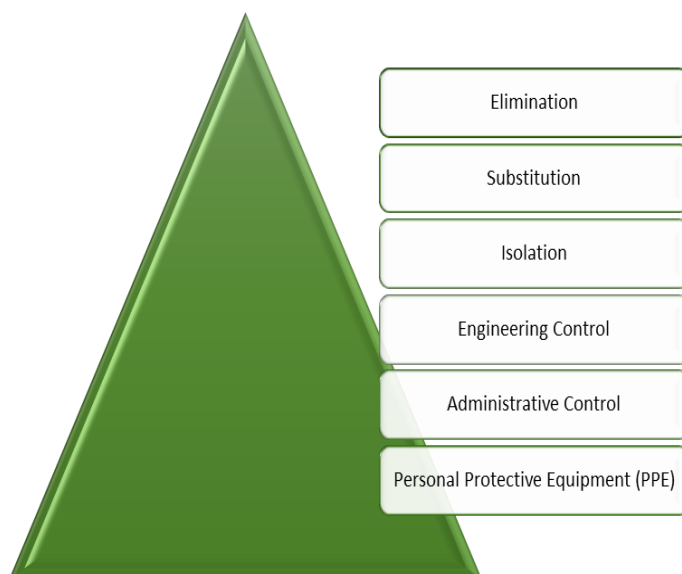 Elimination
Substitution
Isolation
Engineering Control
Administrative Control
Personal Protective Equipment (PPE)